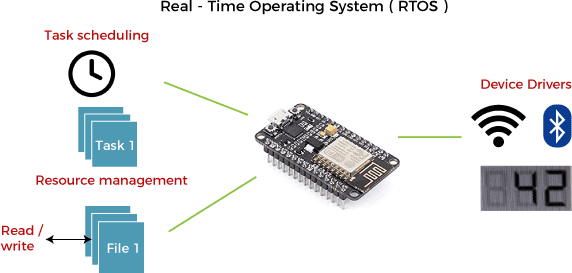 Real - Time Operating System ( RTOS )
Task scheduling
Task 1
Resource management
Read /
write
File 1
Device Drivers
42